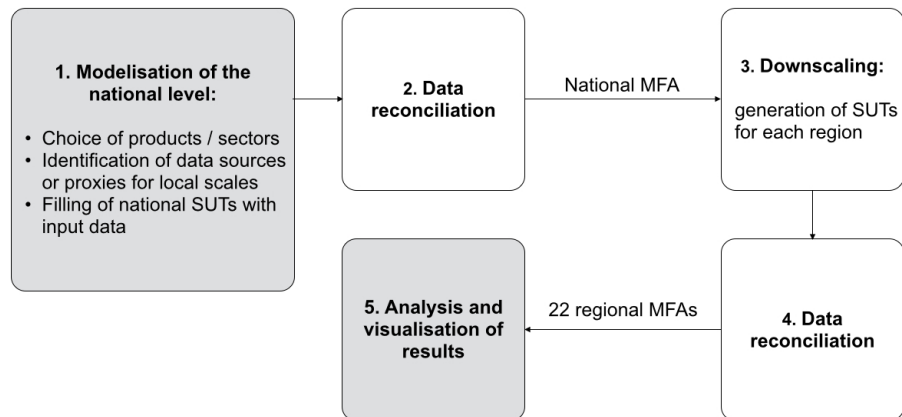 1. Modelisation of the
national level:
• Choice of products / sectors
• Identification of data sources
or proxies for local scales
• Filling of national SUTs with
input data
2. Data
reconciliation
National MFA
3. Downscaling:
generation of SUTs
for each region
4. Data
reconciliation
22 regional MFAs
5. Analysis and
visualisation of
results